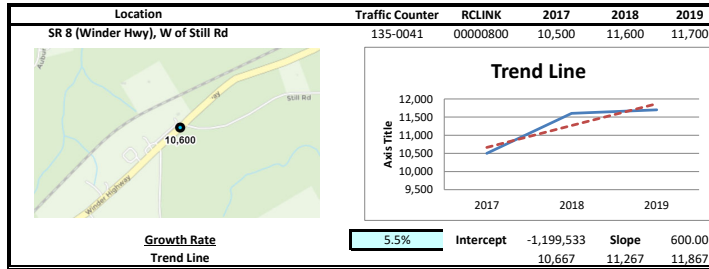 Location Traffic Counter RCLINK 2017 2018 2019
SR 8 (Winder Hwy), W of Still Rd 135-0041 00000800 10,500 11,600 11,700
Trend Line
Still Rd
10,600
Winder Highway
Axis Title
12,000
11,500
11,000
10,500
10,000
9,500
2017 2018 2019
Growth Rate 5.5% Intercept -1,199,533 Slope 600.00
Trend Line 10,667 11,267 11,867